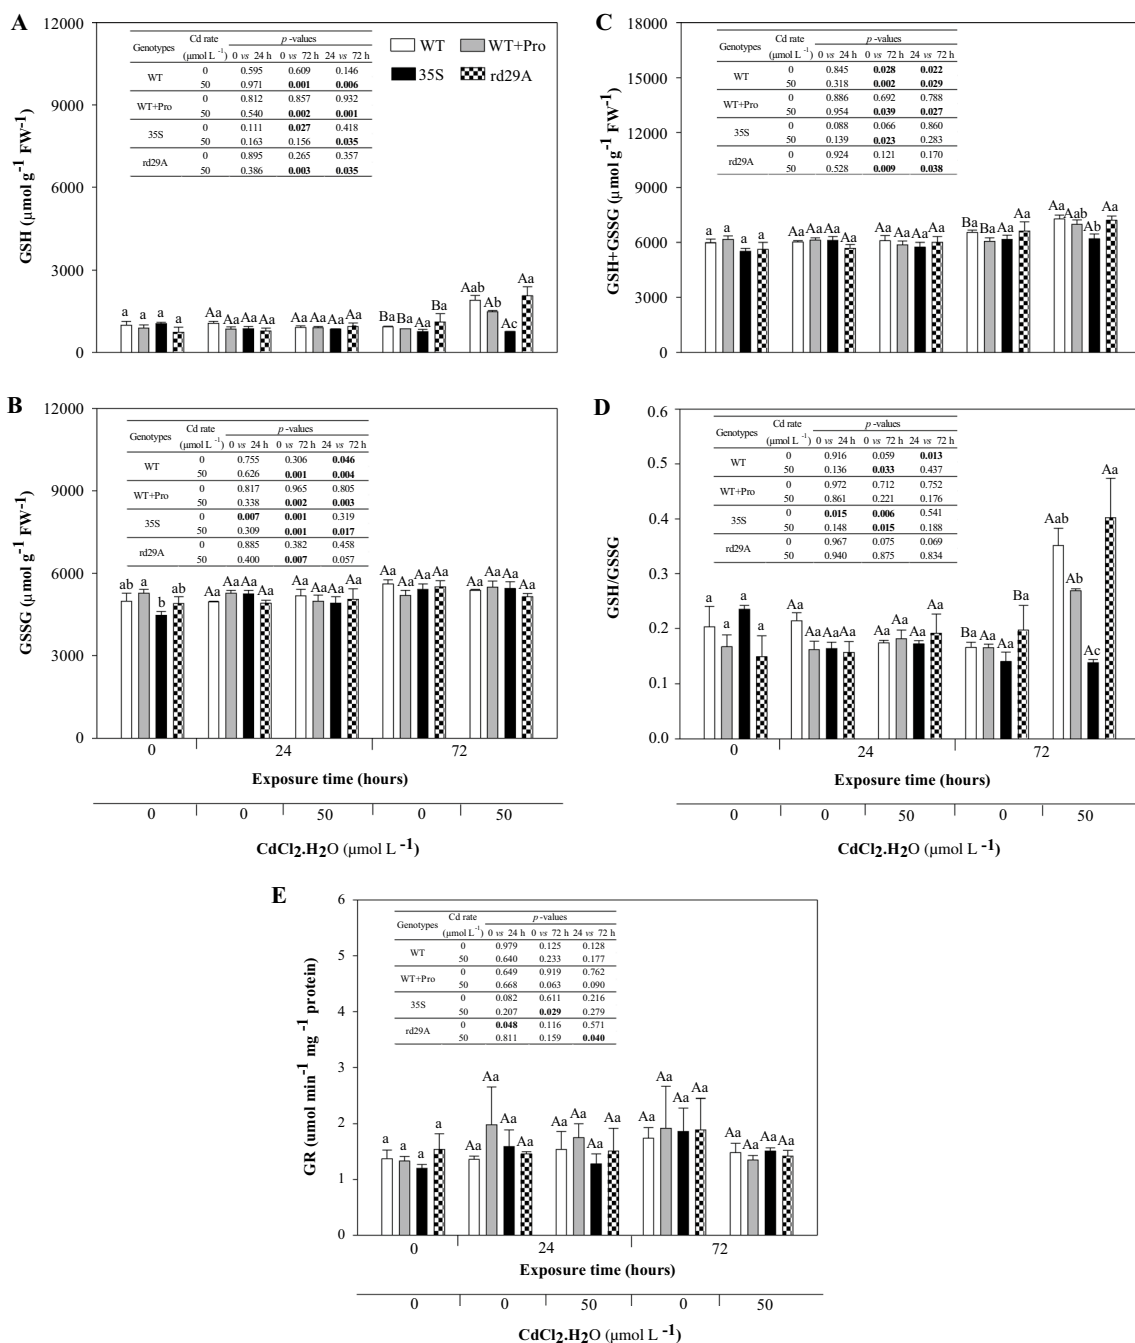 A
GSH (µmol g-1 FW-1)
12000
9000
6000
3000
0
Genotypes Cd rate (µmol L -1) p -values
0 vs 24 h 0 vs 72 h 24 vs 72 h
WT 0 0.595 0.609 0.146
50 0.971 0.001 0.006
WT+Pro 0 0.812 0.857 0.932
50 0.540 0.002 0.001
35S 0 0.111 0.027 0.418
50 0.163 0.156 0.035
rd29A 0 0.895 0.265 0.357
50 0.386 0.003 0.035
WT WT+Pro
35S rd29A
a a a a Aa Aa Aa Aa Aa Aa Aa Aa Ba Ba Aa Ba Aab Ab Ac Aa
C
GSH+GSSG (µmol g-1 FW-1)
18000
15000
12000
9000
6000
3000
0
Genotypes Cd rate (µmol L -1) p -values
0 vs 24 h 0 vs 72 h 24 vs 72 h
WT 0 0.845 0.028 0.022
50 0.318 0.002 0.029
WT+Pro 0 0.886 0.692 0.788
50 0.954 0.039 0.027
35S 0 0.088 0.066 0.860
50 0.139 0.023 0.283
rd29A 0 0.924 0.121 0.170
50 0.528 0.009 0.038
a a a a Aa Aa Aa Aa Aa Aa Aa Aa Ba Ba Aa Aa Aa Aab Ab Aa
B
GSSG (µmol g-1 FW-1)
12000
9000
6000
3000
0
Genotypes Cd rate (µmol L -1) p -values
0 vs 24 h 0 vs 72 h 24 vs 72 h
WT 0 0.755 0.306 0.046
50 0.626 0.001 0.004
WT+Pro 0 0.817 0.965 0.805
50 0.338 0.002 0.003
35S 0 0.007 0.001 0.319
50 0.309 0.001 0.017
rd29A 0 0.885 0.382 0.458
50 0.400 0.007 0.057
ab a b ab Aa Aa Aa Aa Aa Aa Aa Aa Aa Aa Aa Aa Aa Aa Aa Aa
0 24 72
Exposure time (hours)
0 0 50 0 50
CdCl2.H2O (µmol L -1)
D
GSH/GSSG
0.6
0.5
0.4
0.3
0.2
0.1
0.0
Genotypes Cd rate (µmol L -1) p -values
0 vs 24 h 0 vs 72 h 24 vs 72 h
WT 0 0.916 0.059 0.013
50 0.136 0.033 0.437
WT+Pro 0 0.972 0.712 0.752
50 0.861 0.221 0.176
35S 0 0.015 0.006 0.541
50 0.148 0.015 0.188
rd29A 0 0.967 0.075 0.069
50 0.940 0.875 0.834
a a a a Aa Aa Aa Aa Aa Aa Aa Aa Ba Aa Aa Ba Aab Ab Ac Aa
0 24 72
Exposure time (hours)
0 0 50 0 50
CdCl2.H2O (µmol L -1)
E
GR (umol min-1 mg -1 protein)
6
5
4
3
2
1
0
Genotypes Cd rate (µmol L -1) p -values
0 vs 24 h 0 vs 72 h 24 vs 72 h
WT 0 0.979 0.125 0.128
50 0.640 0.233 0.177
WT+Pro 0 0.649 0.919 0.762
50 0.668 0.063 0.090
35S 0 0.082 0.611 0.216
50 0.207 0.029 0.279
rd29A 0 0.048 0.116 0.571
50 0.811 0.159 0.040
a a a a Aa Aa Aa Aa Aa Aa Aa Aa Aa Aa Aa Aa Aa Aa Aa Aa
0 24 72
Exposure time (hours)
0 0 50 0 50
CdCl2.H2O (µmol L -1)